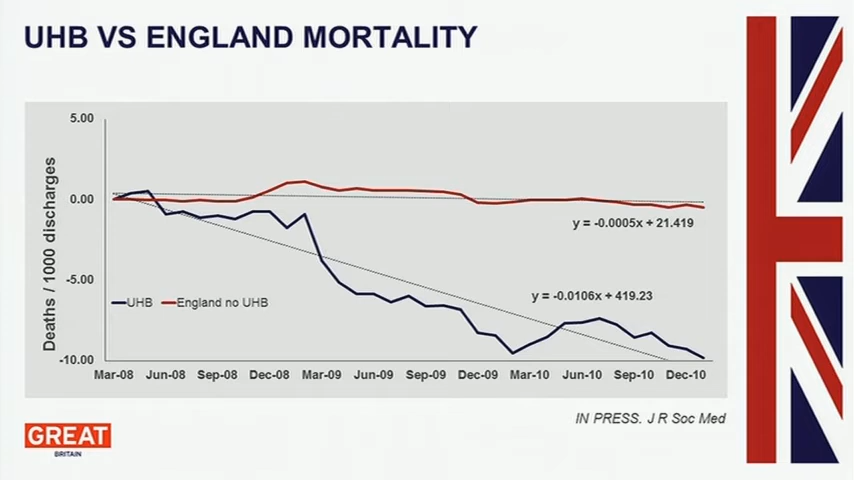 UHB VS ENGLAND MORTALITY
5.00
0.00
-5.00
-10.00
Deaths / 1000 discharges
y = -0.0005x + 21.419
y = -0.0106x + 419.23
UHB England no UHB
Mar-08 Jun-08 Sep-08 Dec-08 Mar-09 Jun-09 Sep-09 Dec-09 Mar-10 Jun-10 Sep-10 Dec-10
IN PRESS. J R Soc Med
GREAT
BRITAIN